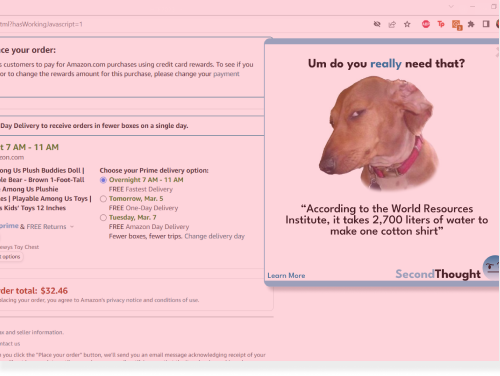 html?hasWorkingJavascript=1
ace your order:
s customers to pay for Amazon.com purchases using credit card rewards. To see if you
or to change the rewards amount for this purchase, please change your payment
Day Delivery to receive orders in fewer boxes on a single day.
t 7 AM - 11 AM
zon.com
ong Us Plush Buddies Doll |
le Bear - Brown 1-Foot-Tall
Among Us Plushie
es | Playable Among Us Toys |
s Kids' Toys 12 Inches
prime & FREE Returns
eeys Toy Chest
t options
Choose your Prime delivery option:
Overnight 7 AM - 11 AM
FREE Fastest Delivery
Tomorrow, Mar. 5
FREE One-Day Delivery
Tuesday, Mar. 7
FREE Amazon Day Delivery
Fewer boxes, fewer trips. Change delivery day
rder total: $32.46
placing your order, you agree to Amazon's privacy notice and conditions of use.
ax and seller information.
ntact us
n you click the "Place your order" button, we'll send you an email message acknowledging receipt of your
Um do you really need that?
“According to the World Resources
Institute, it takes 2,700 liters of water to
make one cotton shirt”
Learn More
SecondThought